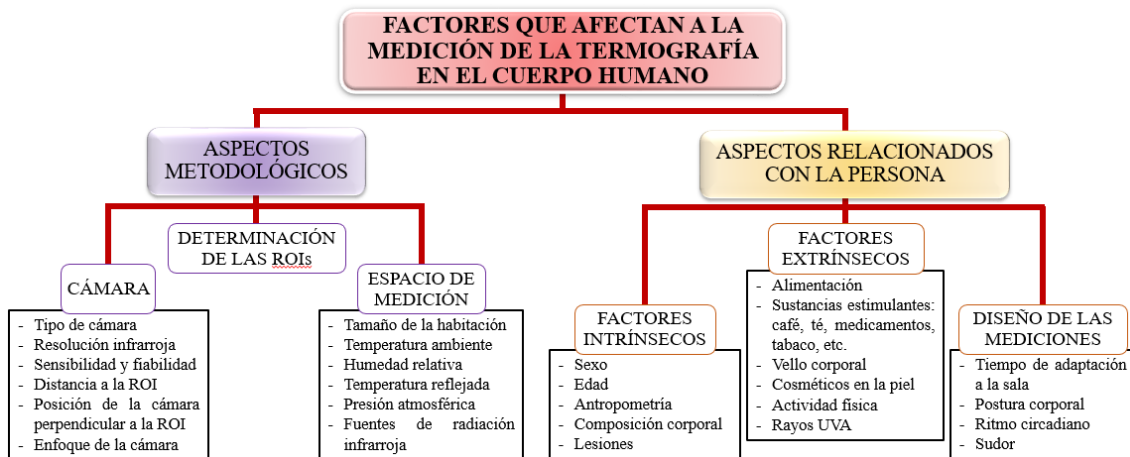 FACTORES QUE AFECTAN A LA
MEDICIÓN DE LA TERMOGRAFÍA
EN EL CUERPO HUMANO
ASPECTOS
METODOLÓGICOS
ASPECTOS RELACIONADOS
CON LA PERSONA
DETERMINACIÓN
DE LAS ROIs
CÁMARA
- Tipo de cámara
- Resolución infrarroja
- Sensibilidad y fiabilidad
- Distancia a la ROI
- Posición de la cámara
perpendicular a la ROI
- Enfoque de la cámara
ESPACIO DE
MEDICIÓN
- Tamaño de la habitación
- Temperatura ambiente
- Humedad relativa
- Temperatura reflejada
- Presión atmosférica
- Fuentes de radiación
infrarroja
FACTORES
INTRÍNSECOS
- Sexo
- Edad
- Antropometría
- Composición corporal
- Lesiones
FACTORES
EXTRÍNSECOS
- Alimentación
- Sustancias estimulantes:
café, té, medicamentos,
tabaco, etc.
- Vello corporal
- Cosméticos en la piel
- Actividad física
- Rayos UVA
DISEÑO DE LAS
MEDICIONES
- Tiempo de adaptación
a la sala
- Postura corporal
- Ritmo circadiano
- Sudor